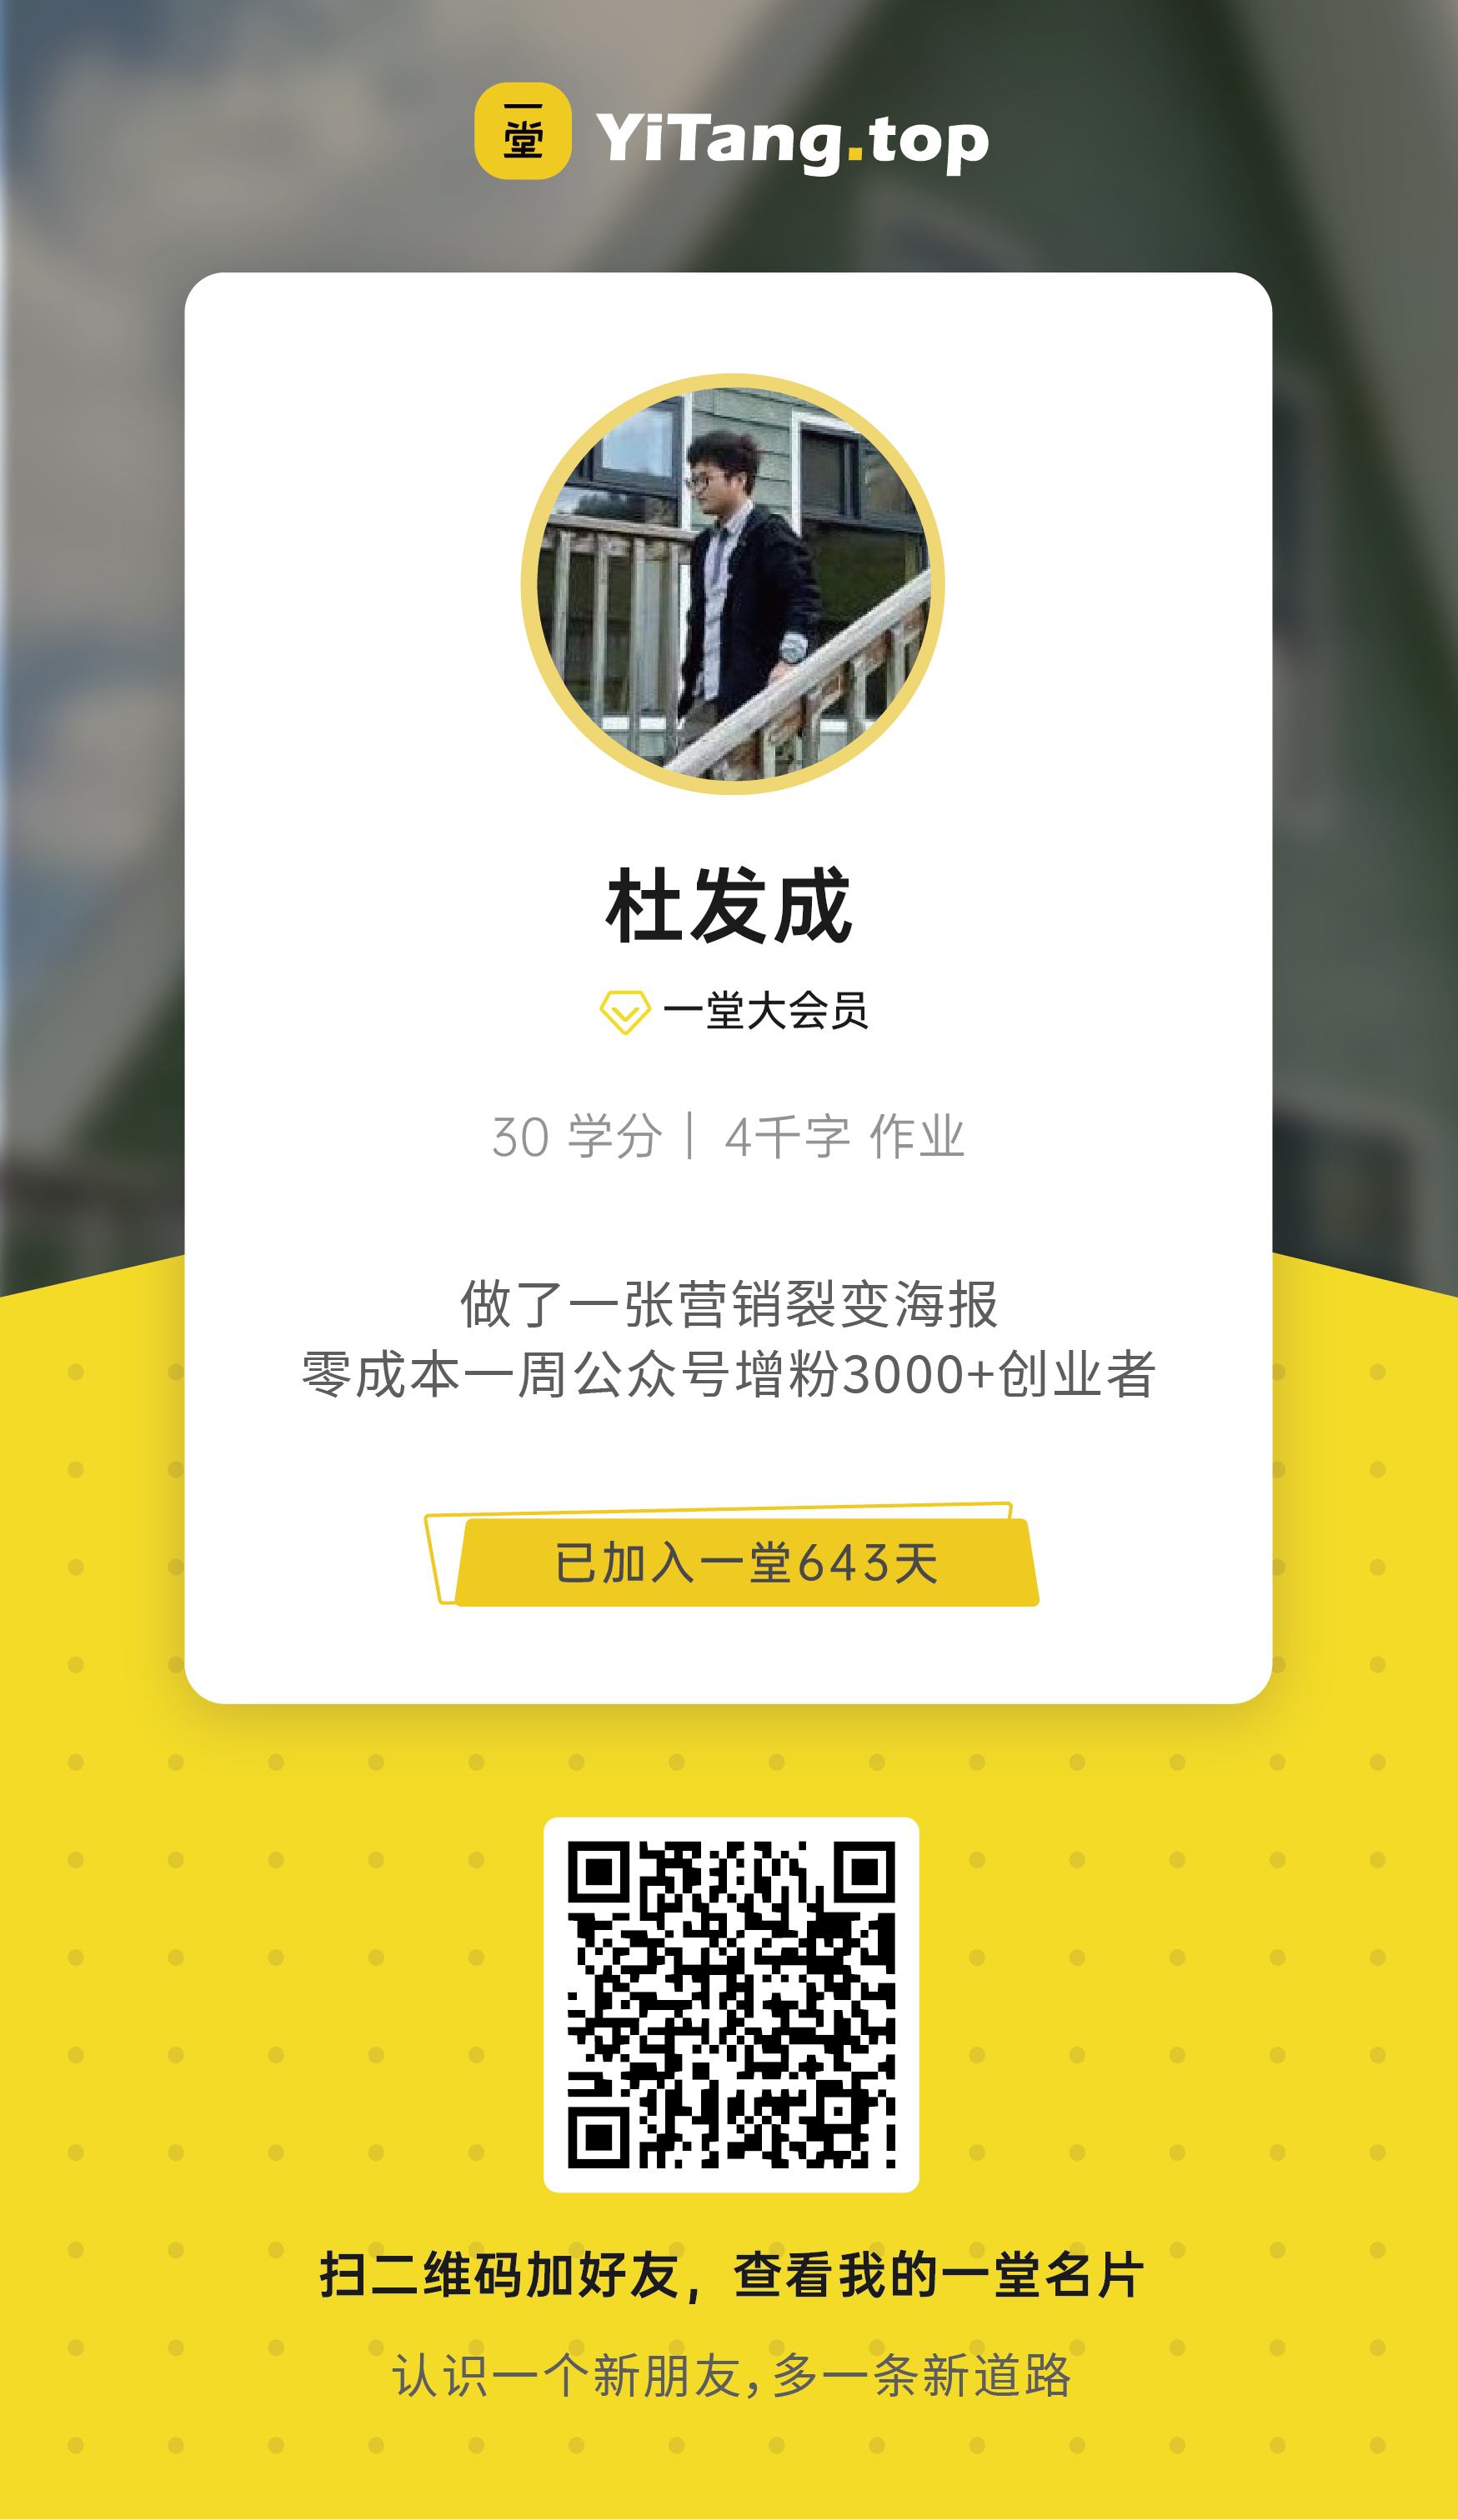 一堂 YiTang.top
杜发成
一堂大会员
30 学分 | 4千字 作业
做了一张营销裂变海报
零成本一周公众号增粉3000+创业者
已加入一堂643天
扫二维码加好友，查看我的一堂名片
认识一个新朋友，多一条新道路